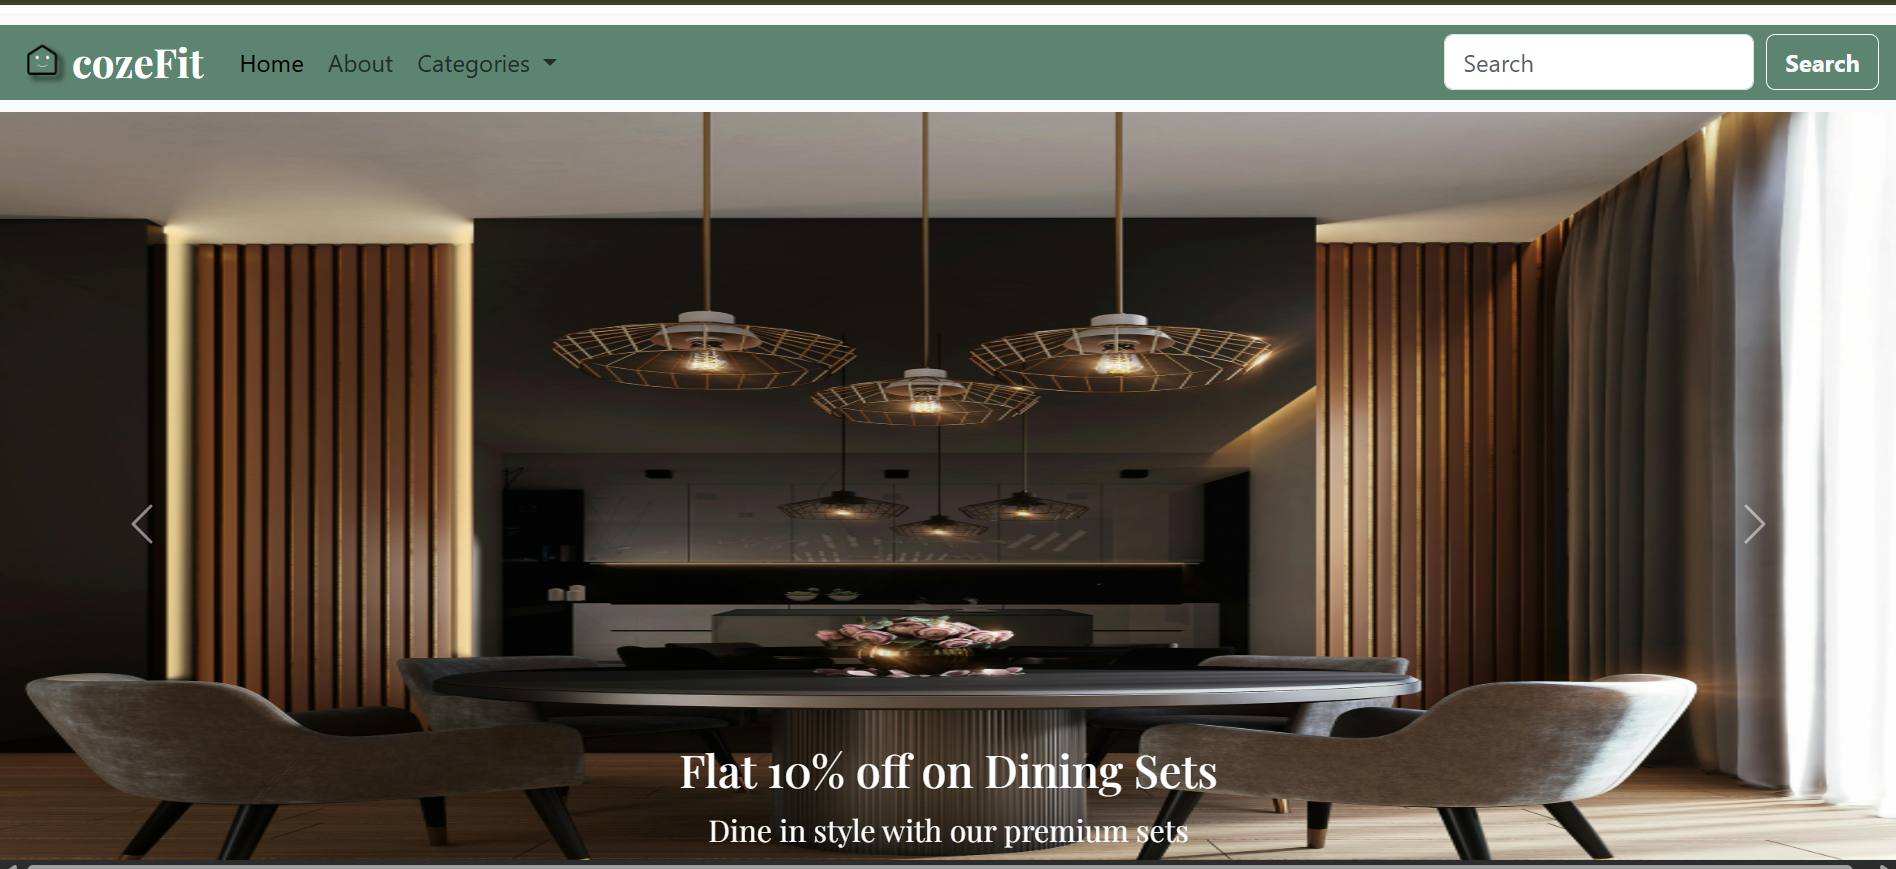 cozeFit Home About Categories Search Search
Flat 10% off on Dining Sets
Dine in style with our premium sets